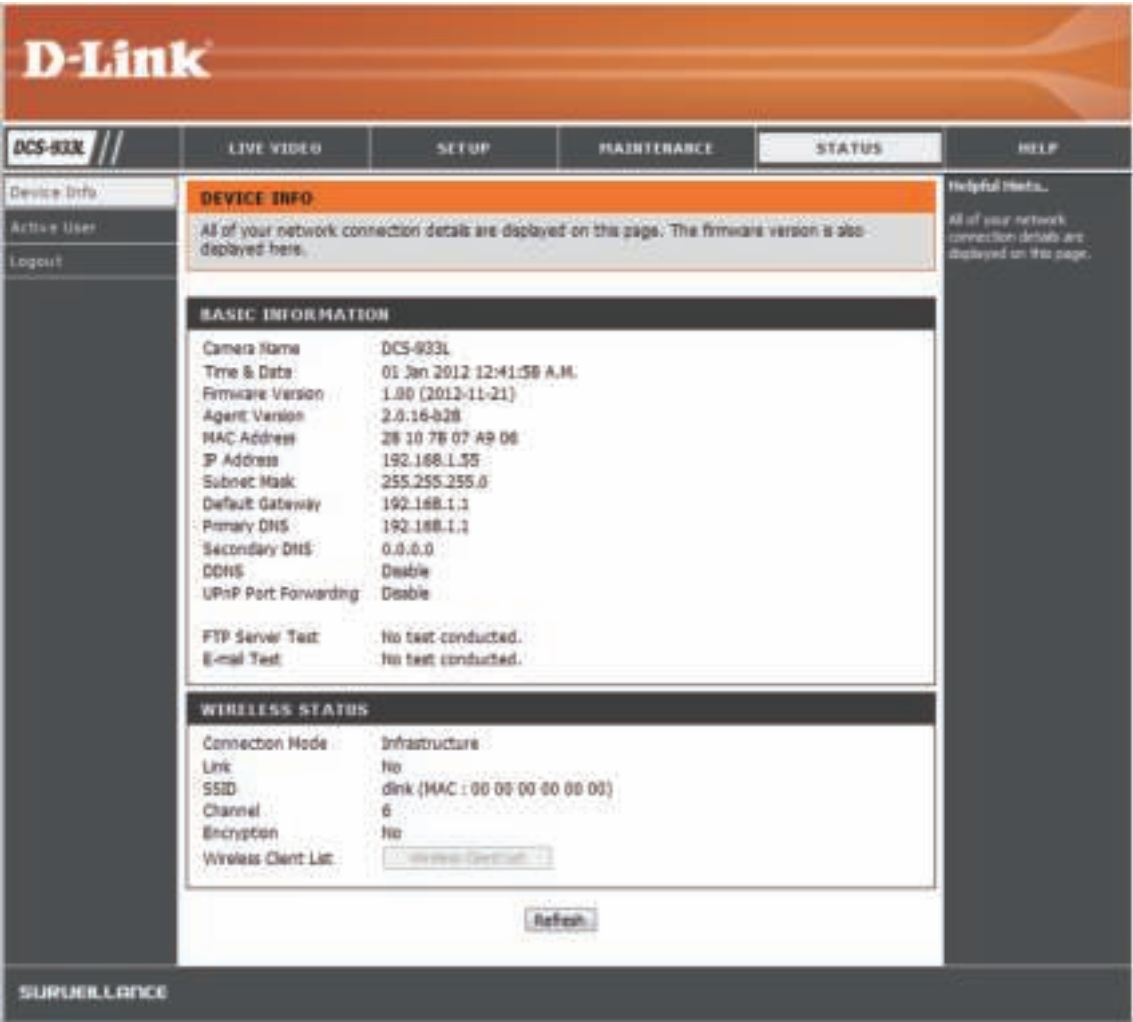 D-Link
DCS-933L
LIVE VIDEO
SETUP
MAINTENANCE
STATUS
HELP
Device Info
Active User
Logout
DEVICE INFO
All of your network connection details are displayed on this page. The firmware version is also
displayed here.
BASIC INFORMATION
Camera Name DCS-933L
Time & Date 01 Jan 2012 12:41:58 A.M.
Firmware Version 1.00 (2012-11-21)
Agent Version 2.0.16-b28
MAC Address 28 10 7B 07 A9 06
IP Address 192.168.1.55
Subnet Mask 255.255.255.0
Default Gateway 192.168.1.1
Primary DNS 192.168.1.1
Secondary DNS 0.0.0.0
DDNS Disable
UPnP Port Forwarding Disable
FTP Server Test No test conducted.
E-mail Test No test conducted.
WIRELESS STATUS
Connection Mode Infrastructure
Link No
SSID dlink (MAC : 00 00 00 00 00 00)
Channel 6
Encryption No
Wireless Client List Wireless Client List
Refresh
Helpful Hints..
All of your network
connection details are
displayed on this page.
SURVEILLANCE